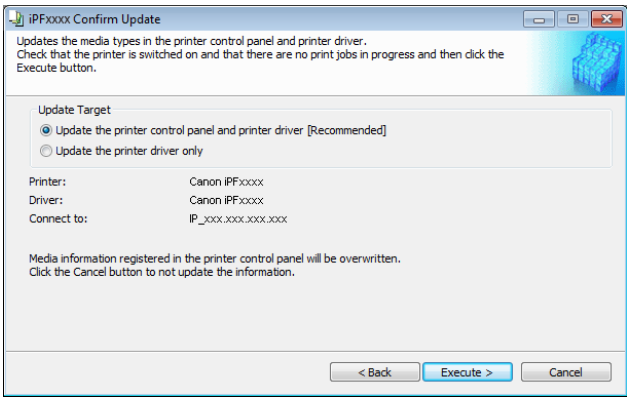 iPFxxxx Confirm Update
Updates the media types in the printer control panel and printer driver.
Check that the printer is switched on and that there are no print jobs in progress and then click the
Execute button.
Update Target
Update the printer control panel and printer driver [Recommended]
Update the printer driver only
Printer: Canon iPFxxxx
Driver: Canon iPFxxxx
Connect to: IP_xxx.xxx.xxx.xxx
Media information registered in the printer control panel will be overwritten.
Click the Cancel button to not update the information.
< Back Execute > Cancel